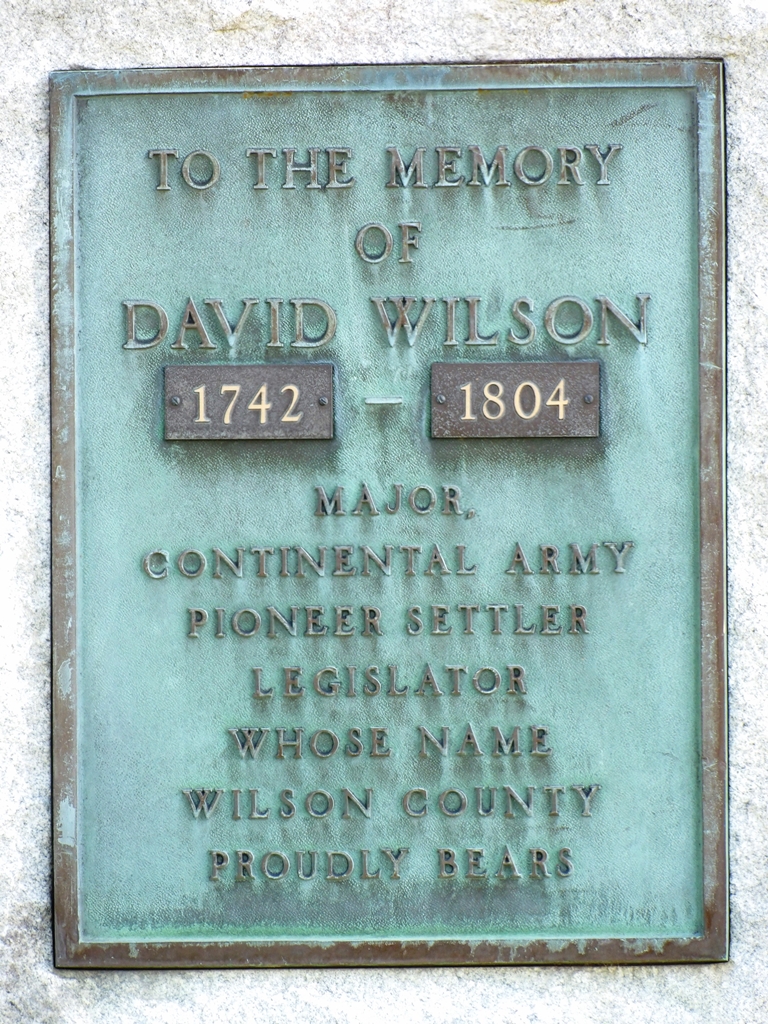 TO THE MEMORY
OF
DAVID WILSON
1742 – 1804
MAJOR,
CONTINENTAL ARMY
PIONEER SETTLER
LEGISLATOR
WHOSE NAME
WILSON COUNTY
PROUDLY BEARS